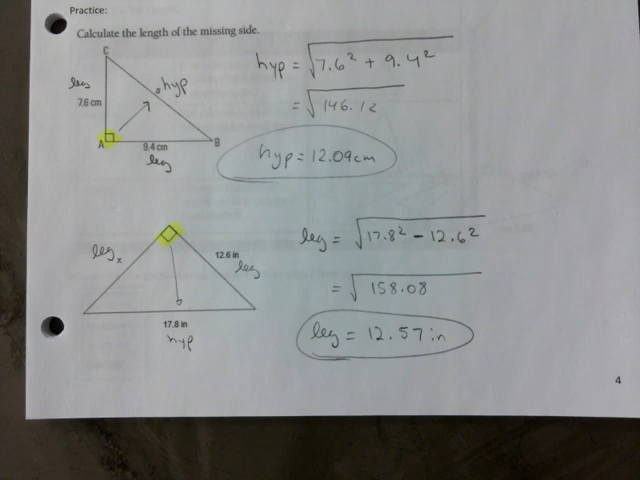 Practice:
Calculate the length of the missing side.
C
leg
hyp
7.6 cm
A
9.4 cm
B
leg
hyp = √7.6² + 9.4²
= √146.12
hyp = 12.09cm
leg x
12.6 in
leg
17.8 in
hyp
leg = √17.8² − 12.6²
= √158.08
leg = 12.57in
4